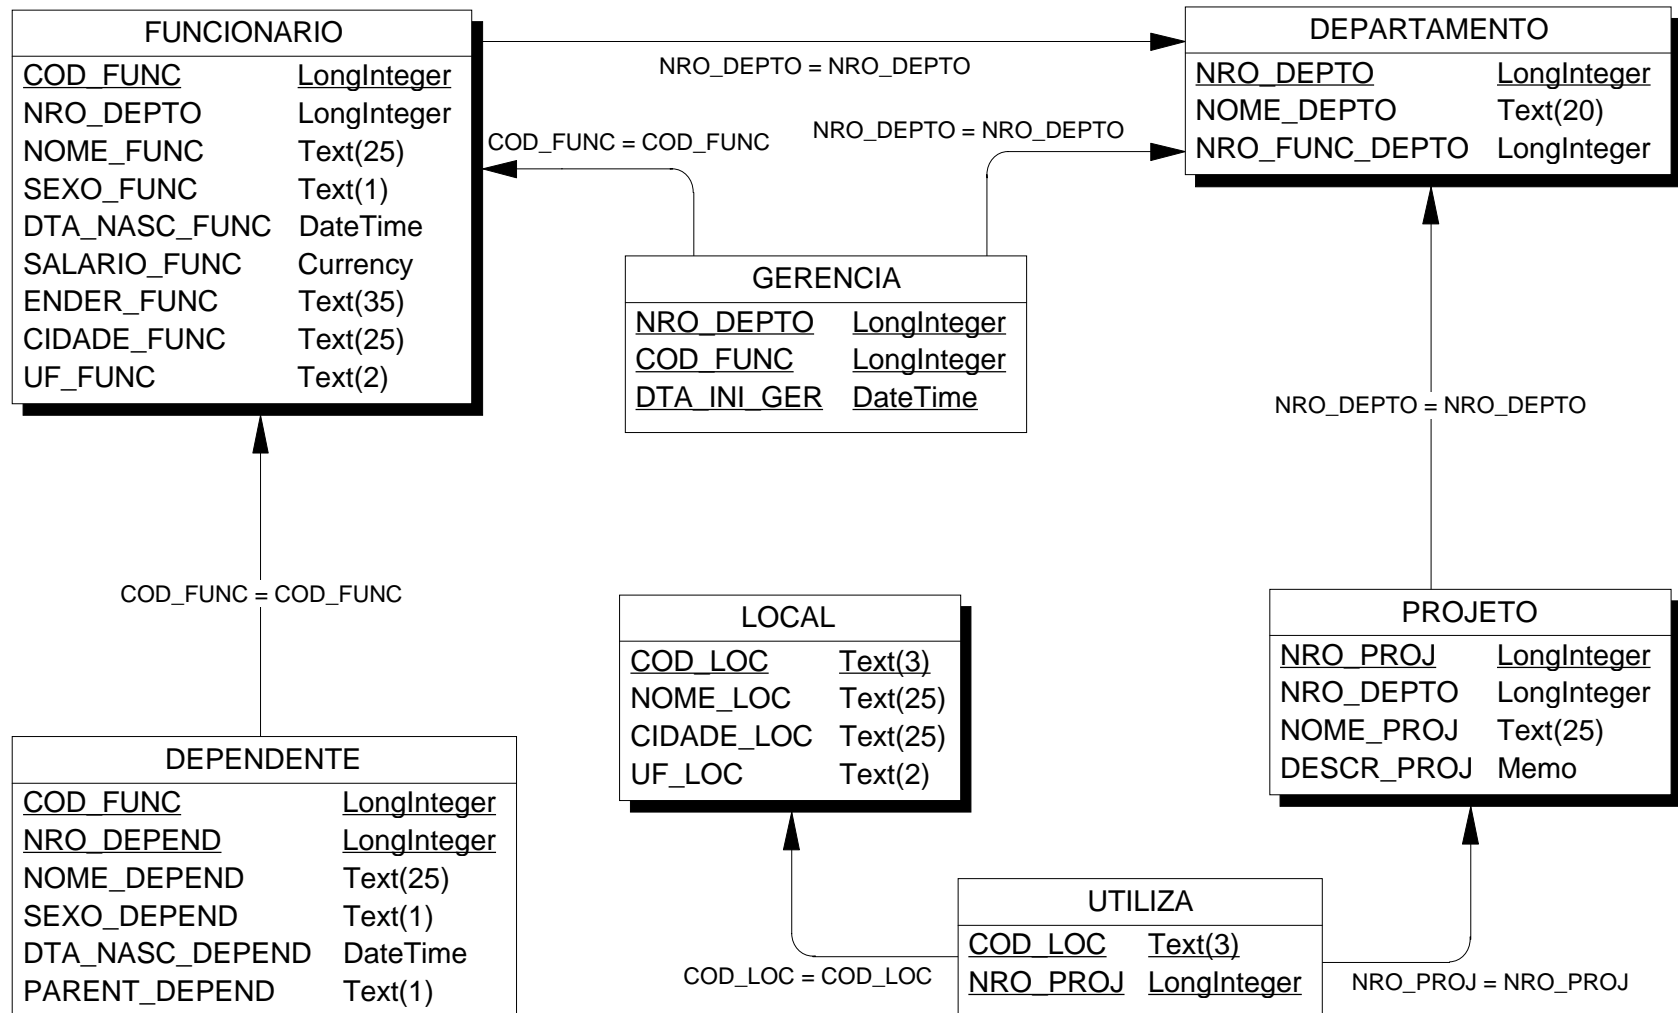 FUNCIONARIO
COD_FUNC LongInteger
NRO_DEPTO LongInteger
NOME_FUNC Text(25)
SEXO_FUNC Text(1)
DTA_NASC_FUNC DateTime
SALARIO_FUNC Currency
ENDER_FUNC Text(35)
CIDADE_FUNC Text(25)
UF_FUNC Text(2)
NRO_DEPTO = NRO_DEPTO
DEPARTAMENTO
NRO_DEPTO LongInteger
NOME_DEPTO Text(20)
NRO_FUNC_DEPTO LongInteger
COD_FUNC = COD_FUNC
NRO_DEPTO = NRO_DEPTO
GERENCIA
NRO_DEPTO LongInteger
COD_FUNC LongInteger
DTA_INI_GER DateTime
NRO_DEPTO = NRO_DEPTO
COD_FUNC = COD_FUNC
LOCAL
COD_LOC Text(3)
NOME_LOC Text(25)
CIDADE_LOC Text(25)
UF_LOC Text(2)
PROJETO
NRO_PROJ LongInteger
NRO_DEPTO LongInteger
NOME_PROJ Text(25)
DESCR_PROJ Memo
DEPENDENTE
COD_FUNC LongInteger
NRO_DEPEND LongInteger
NOME_DEPEND Text(25)
SEXO_DEPEND Text(1)
DTA_NASC_DEPEND DateTime
PARENT_DEPEND Text(1)
COD_LOC = COD_LOC
UTILIZA
COD_LOC Text(3)
NRO_PROJ LongInteger
NRO_PROJ = NRO_PROJ